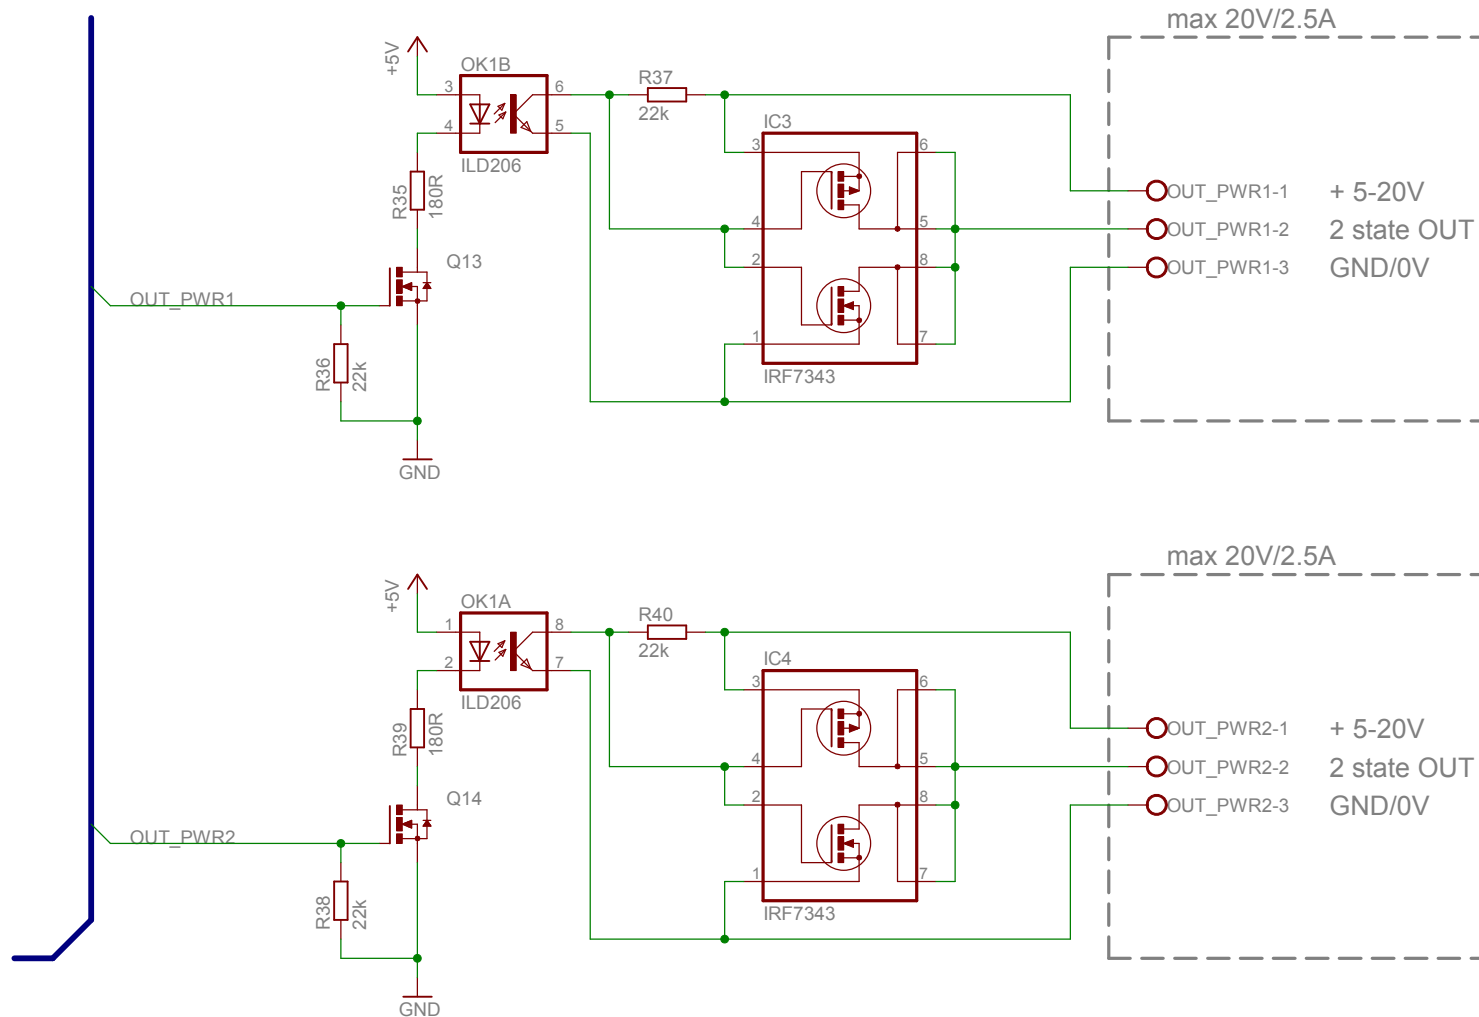 max 20V/2.5A
+5V
OK1B
3
4
6
5
ILD206
R37
22k
IC3
3
4
2
1
6
5
8
7
IRF7343
OUT_PWR1-1
+ 5-20V
OUT_PWR1-2
2 state OUT
OUT_PWR1-3
GND/0V
R35
180R
Q13
OUT_PWR1
R36
22k
GND
max 20V/2.5A
+5V
OK1A
1
2
8
7
ILD206
R40
22k
IC4
3
4
2
1
6
5
8
7
IRF7343
OUT_PWR2-1
+ 5-20V
OUT_PWR2-2
2 state OUT
OUT_PWR2-3
GND/0V
R39
180R
Q14
OUT_PWR2
R38
22k
GND